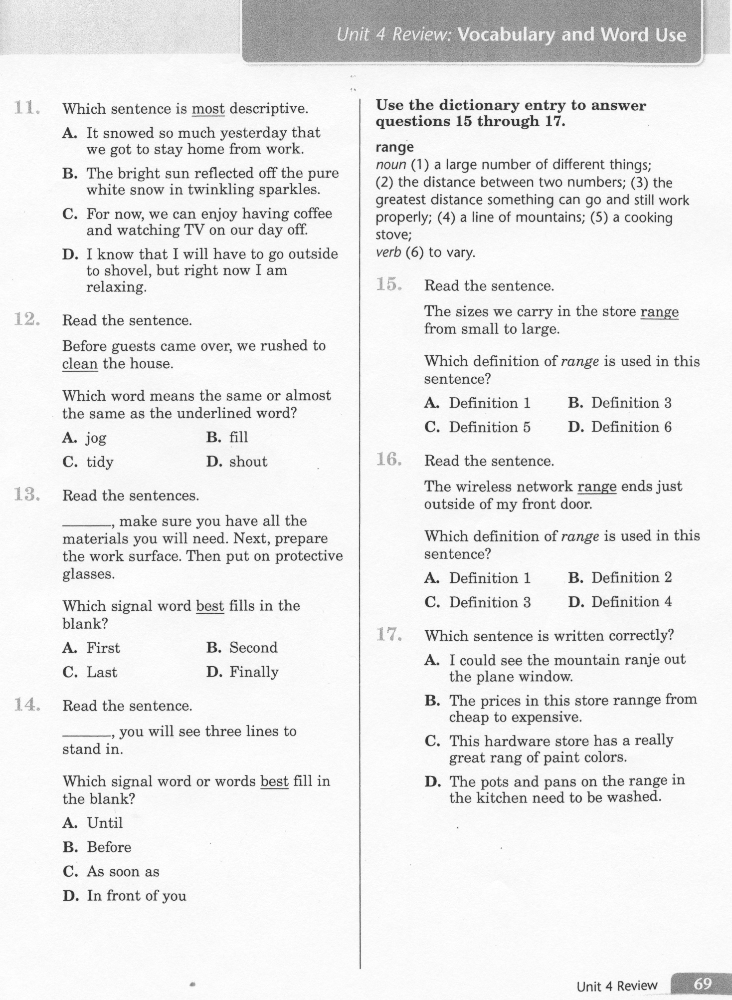 Unit 4 Review: Vocabulary and Word Use
11. Which sentence is most descriptive.
A. It snowed so much yesterday that
we got to stay home from work.
B. The bright sun reflected off the pure
white snow in twinkling sparkles.
C. For now, we can enjoy having coffee
and watching TV on our day off.
D. I know that I will have to go outside
to shovel, but right now I am
relaxing.
12. Read the sentence.
Before guests came over, we rushed to
clean the house.
Which word means the same or almost
the same as the underlined word?
A. jog B. fill
C. tidy D. shout
13. Read the sentences.
______, make sure you have all the
materials you will need. Next, prepare
the work surface. Then put on protective
glasses.
Which signal word best fills in the
blank?
A. First B. Second
C. Last D. Finally
14. Read the sentence.
______, you will see three lines to
stand in.
Which signal word or words best fill in
the blank?
A. Until
B. Before
C. As soon as
D. In front of you
Use the dictionary entry to answer
questions 15 through 17.
range
noun (1) a large number of different things;
(2) the distance between two numbers; (3) the
greatest distance something can go and still work
properly; (4) a line of mountains; (5) a cooking
stove;
verb (6) to vary.
15. Read the sentence.
The sizes we carry in the store range
from small to large.
Which definition of range is used in this
sentence?
A. Definition 1 B. Definition 3
C. Definition 5 D. Definition 6
16. Read the sentence.
The wireless network range ends just
outside of my front door.
Which definition of range is used in this
sentence?
A. Definition 1 B. Definition 2
C. Definition 3 D. Definition 4
17. Which sentence is written correctly?
A. I could see the mountain ranje out
the plane window.
B. The prices in this store rannge from
cheap to expensive.
C. This hardware store has a really
great rang of paint colors.
D. The pots and pans on the range in
the kitchen need to be washed.
Unit 4 Review 69